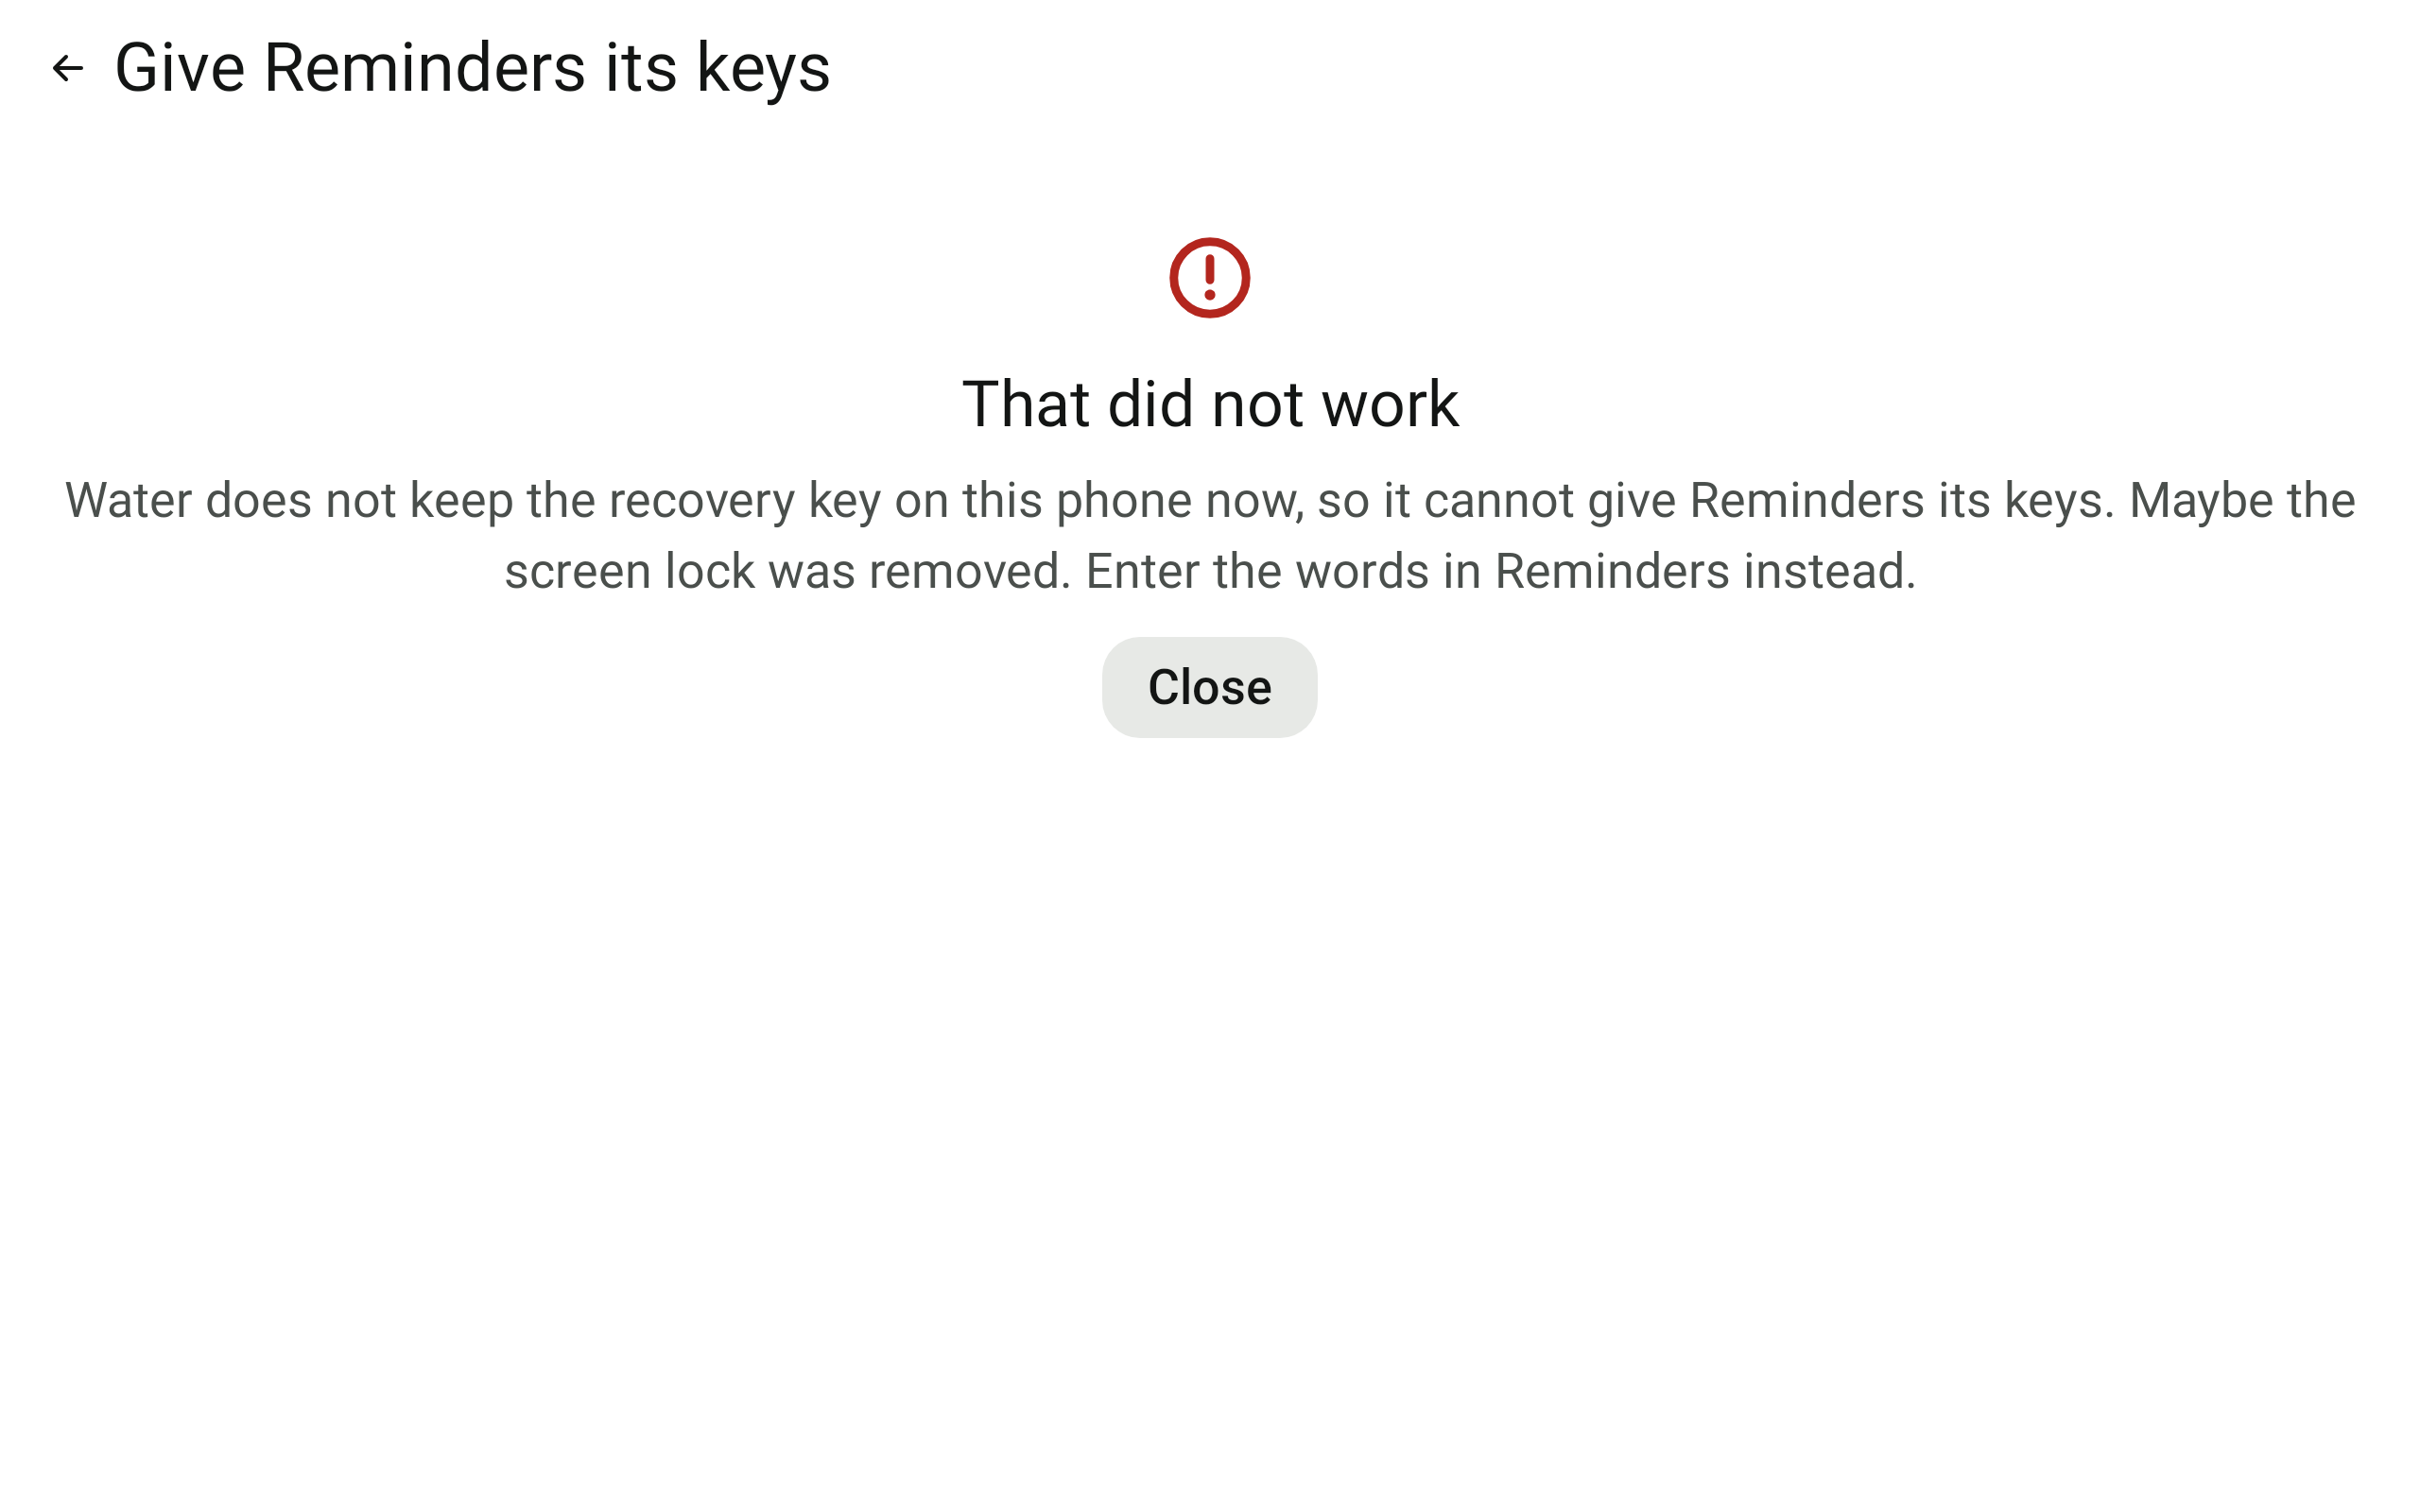 Give Reminders its keys
That did not work
Water does not keep the recovery key on this phone now, so it cannot give Reminders its keys. Maybe the
screen lock was removed. Enter the words in Reminders instead.
Close